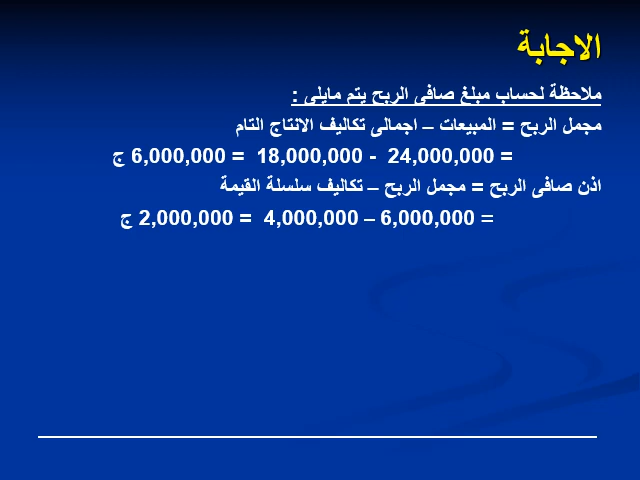 الاجابة
ملاحظة لحساب مبلغ صافى الربح يتم مايلى :
مجمل الربح = المبيعات – اجمالى تكاليف الانتاج التام
= 24,000,000 - 18,000,000 = 6,000,000 ج
اذن صافى الربح = مجمل الربح – تكاليف سلسلة القيمة
= 6,000,000 – 4,000,000 = 2,000,000 ج